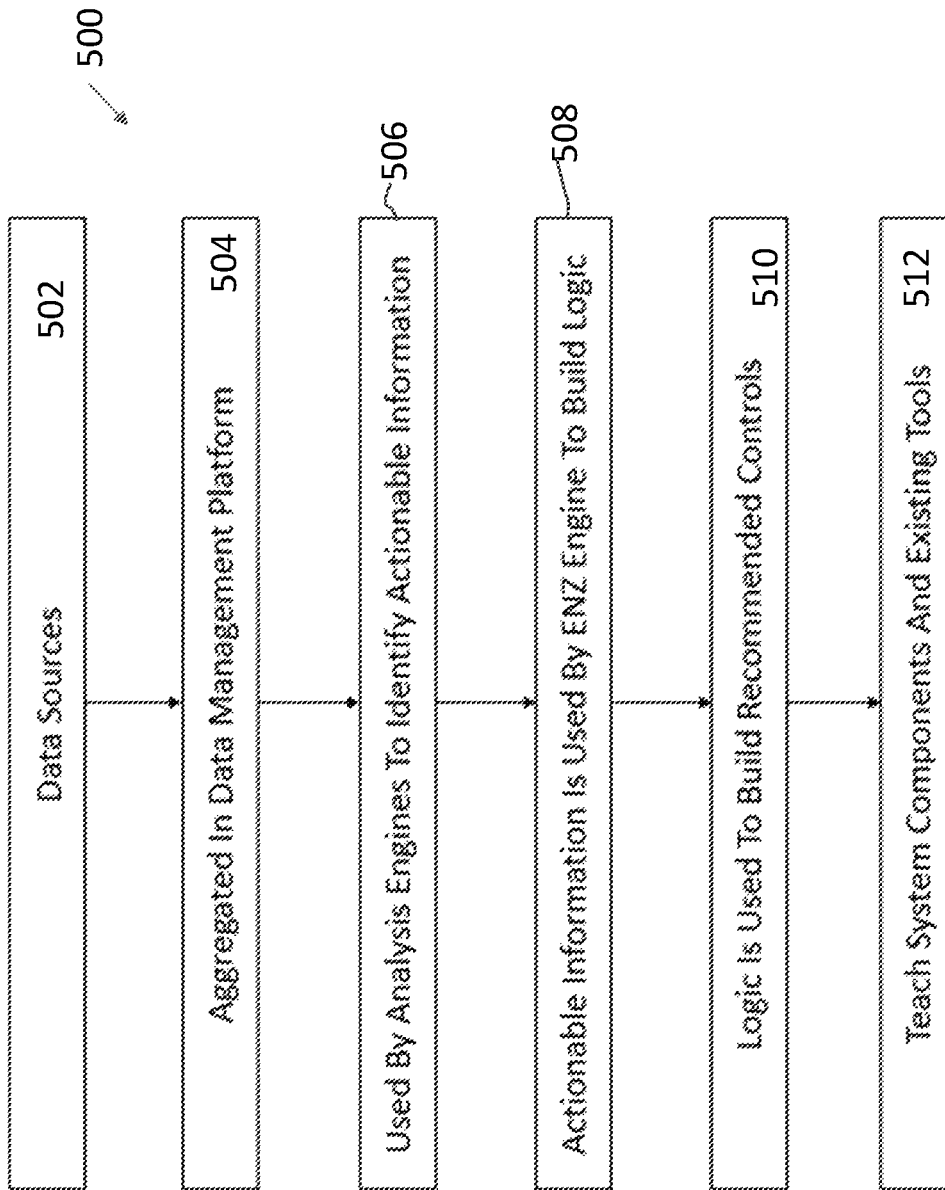 500
Data Sources 502
Aggregated In Data Management Platform 504
Used By Analysis Engines To Identify Actionable Information
506
Actionable Information Is Used By ENZ Engine To Build Logic
508
Logic Is Used To Build Recommended Controls 510
Teach System Components And Existing Tools 512